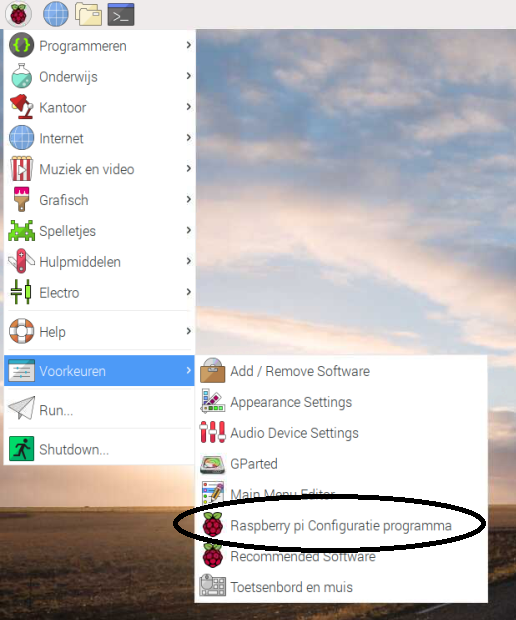 Programmeren
Onderwijs
Kantoor
Internet
Muziek en video
Grafisch
Spelletjes
Hulpmiddelen
Electro
Help
Voorkeuren
Run...
Shutdown...
Add / Remove Software
Appearance Settings
Audio Device Settings
GParted
Main Menu Editor
Raspberry pi Configuratie programma
Recommended Software
Toetsenbord en muis